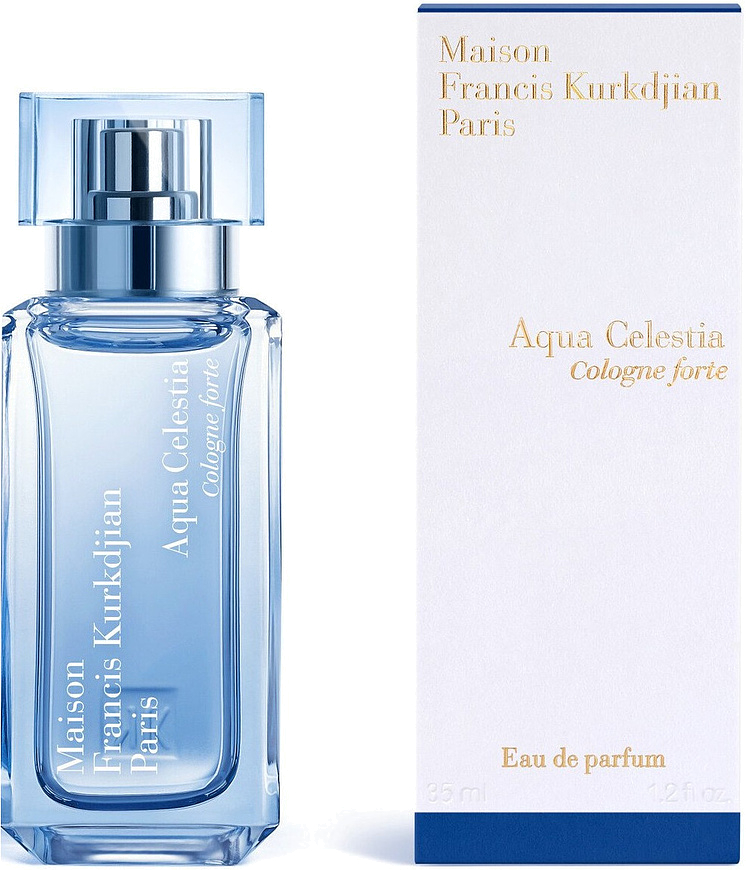 Maison
Francis Kurkdjian
Paris
Aqua Celestia
Cologne forte
Maison
Francis Kurkdjian
Paris
Aqua Celestia
Cologne forte
Eau de parfum
35 ml 1.2 fl oz.